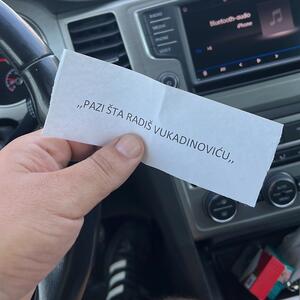 Bluetooth-audio
iPhone
„PAZI ŠTA RADIŠ VUKADINOVIĆU„